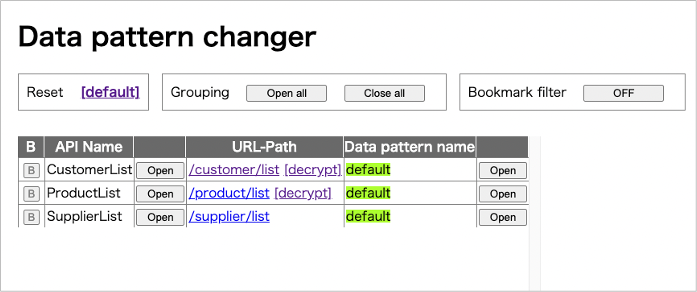 Data pattern changer
Reset [default] Grouping Open all Close all Bookmark filter OFF
B API Name URL-Path Data pattern name
B CustomerList Open /customer/list [decrypt] default Open
B ProductList Open /product/list [decrypt] default Open
B SupplierList Open /supplier/list default Open